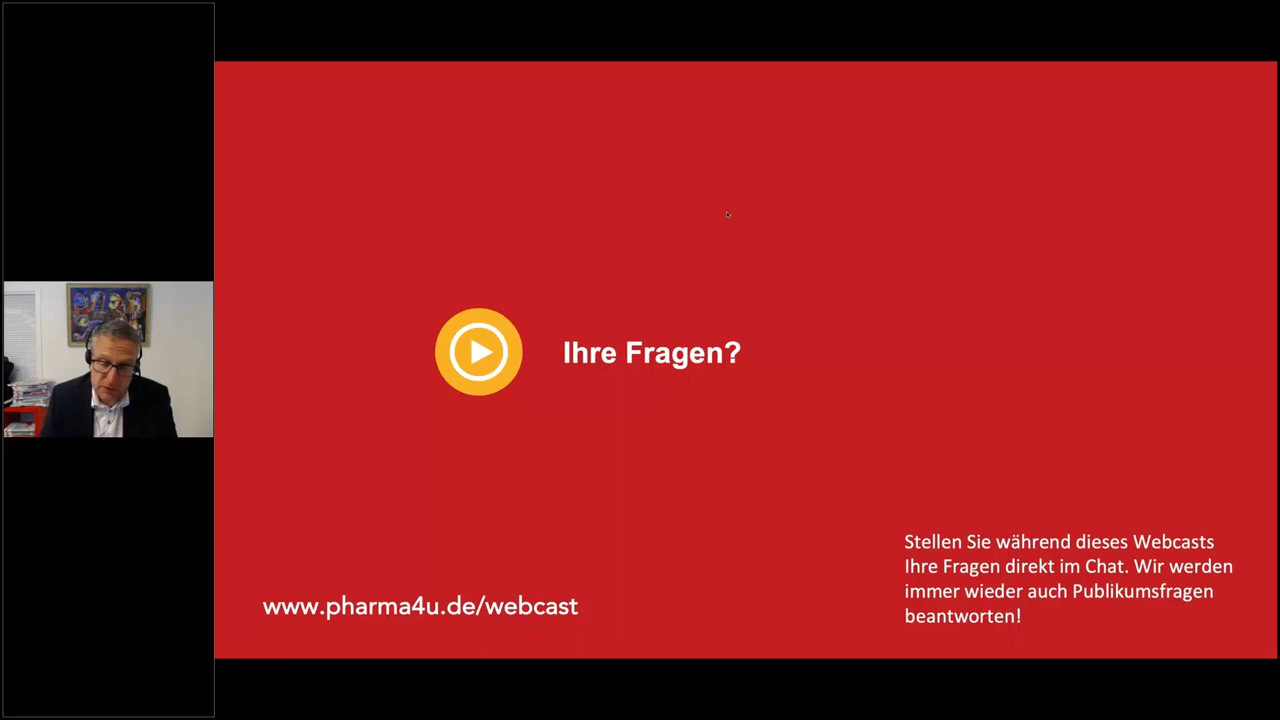 Ihre Fragen?
Stellen Sie während dieses Webcasts
Ihre Fragen direkt im Chat. Wir werden
immer wieder auch Publikumsfragen
beantworten!
www.pharma4u.de/webcast